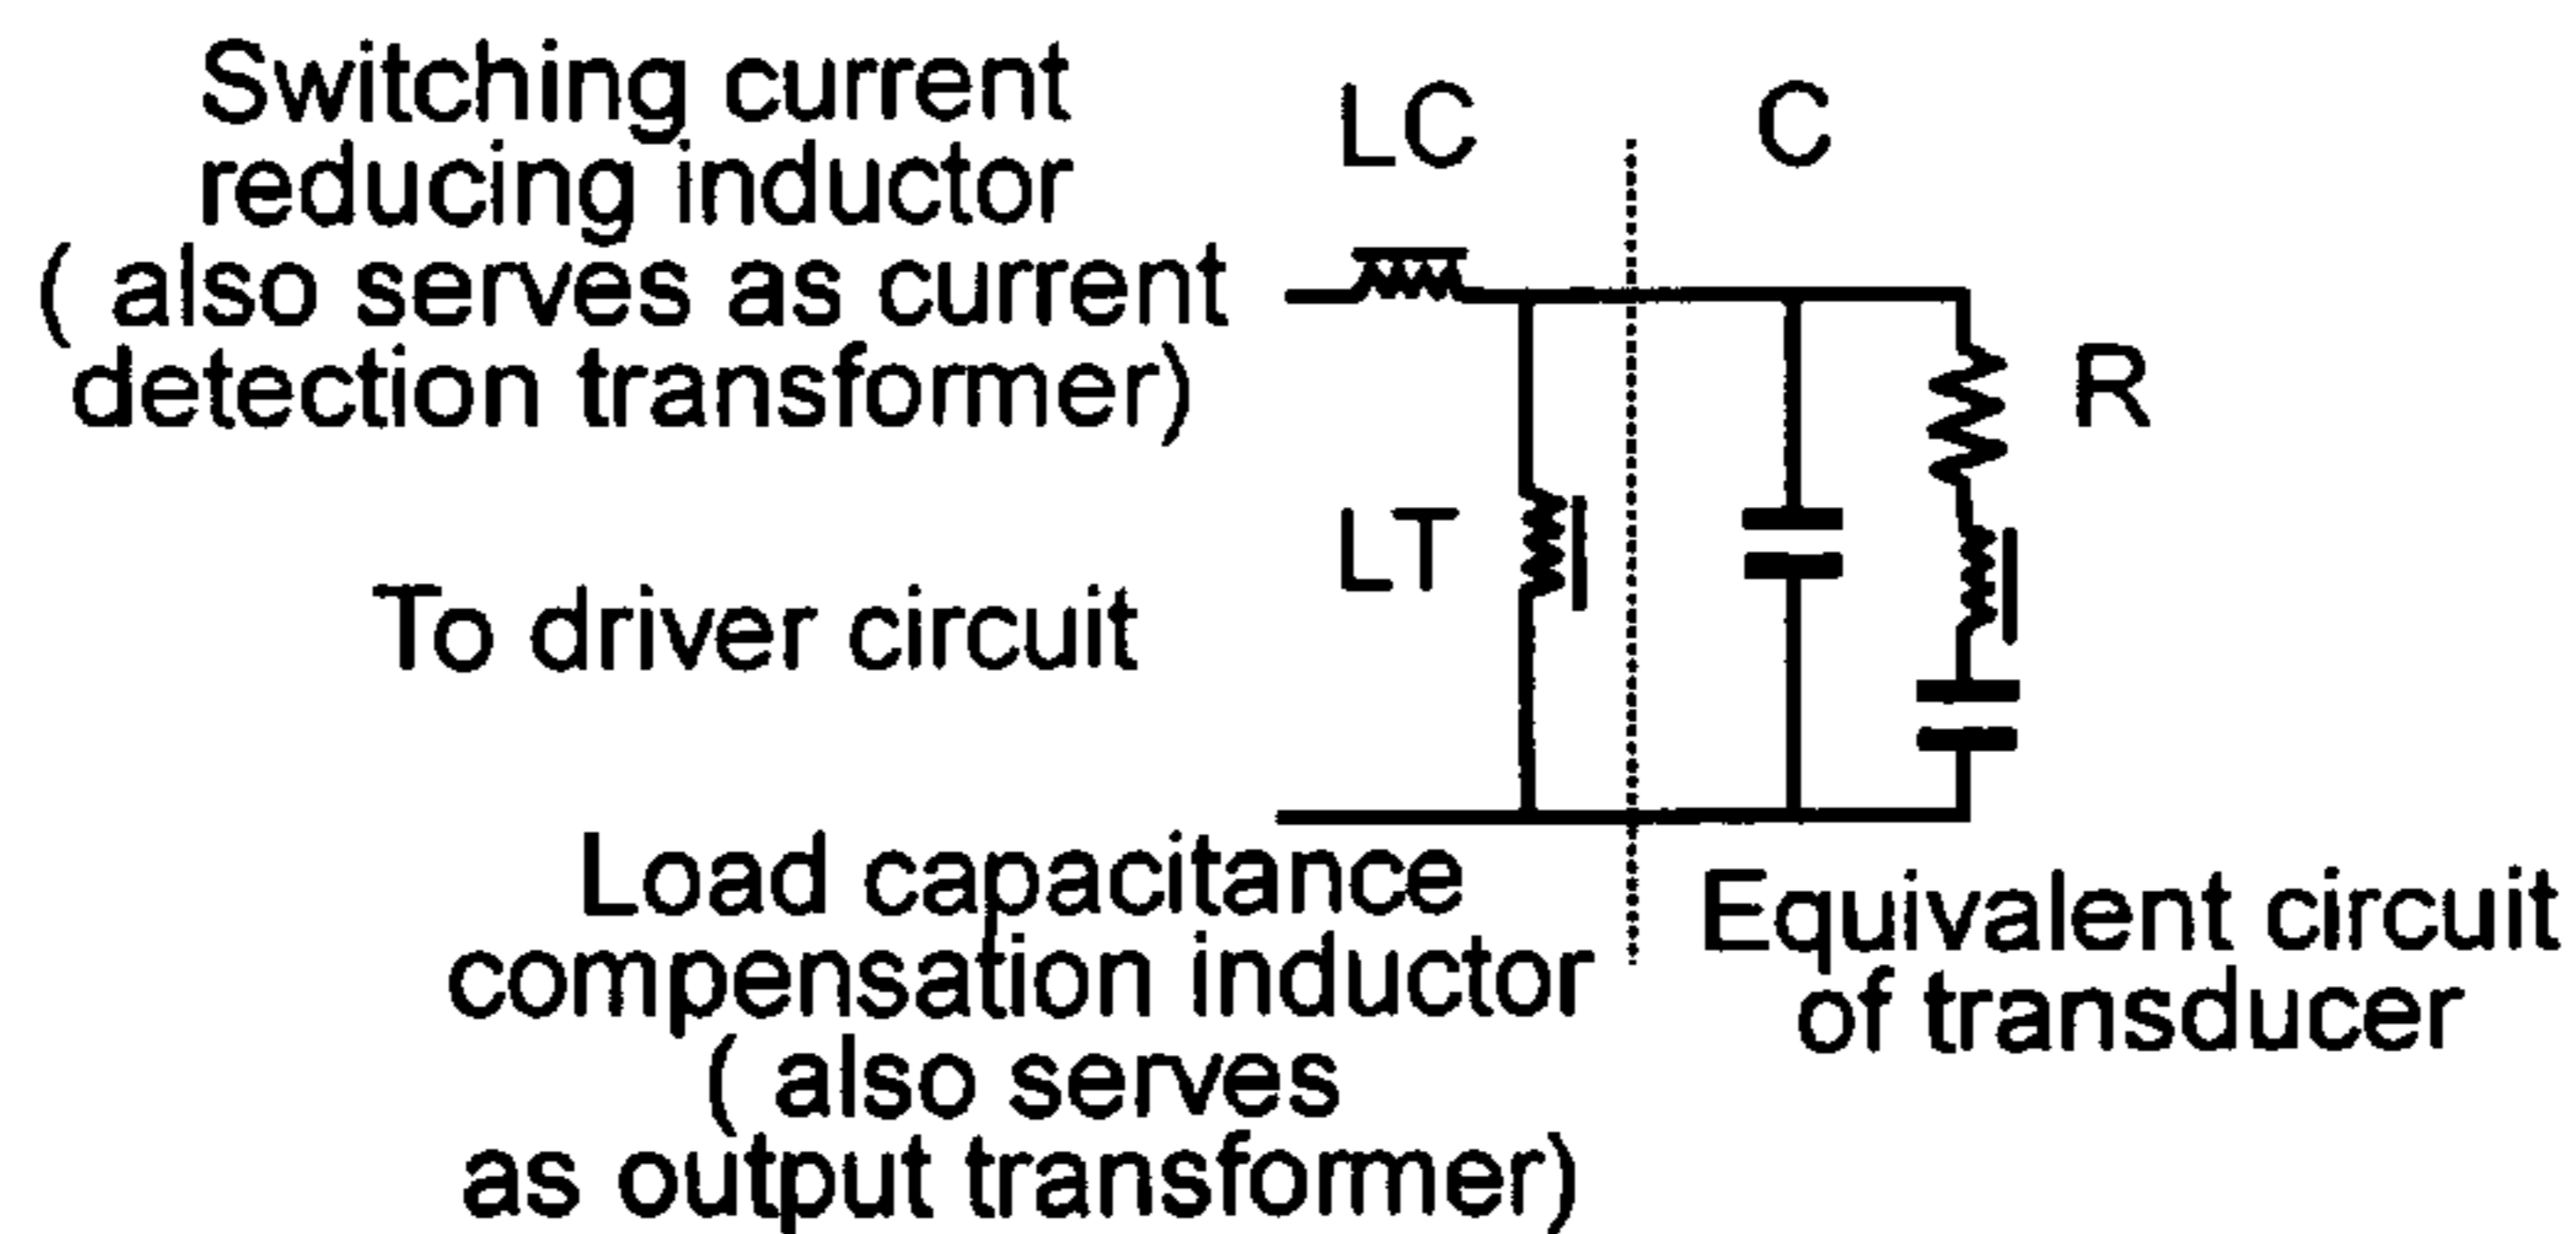 Switching current
reducing inductor
( also serves as current
detection transformer)
LC
C
R
LT
To driver circuit
Load capacitance
compensation inductor
( also serves
as output transformer)
Equivalent circuit
of transducer